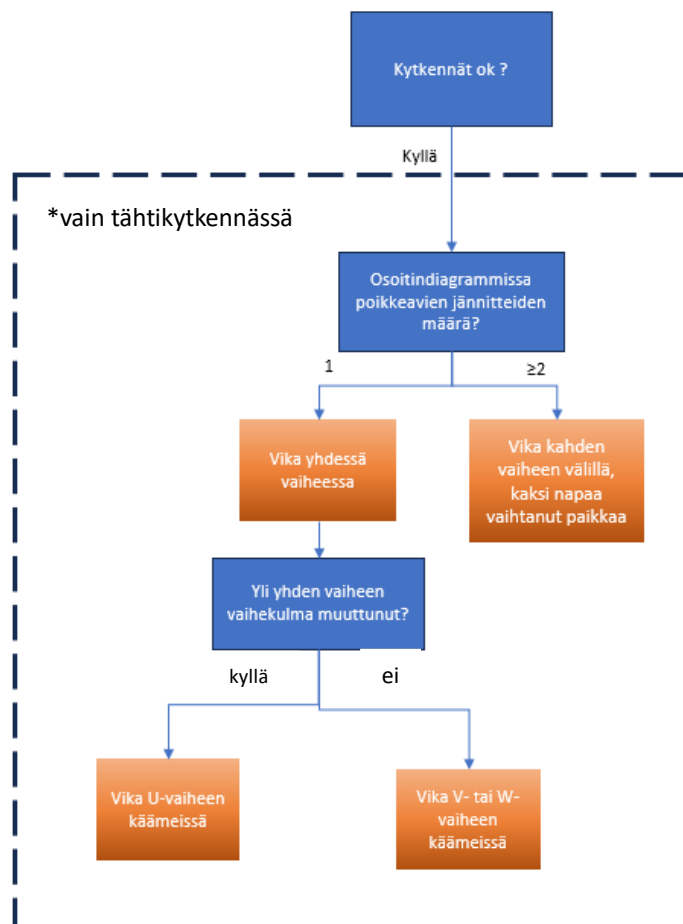 Kytkennät ok ?
Kyllä
*vain tähtikytkennässä
Osoitindiagrammissa
poikkeavien jännitteiden
määrä?
1
≥2
Vika yhdessä
vaiheessa
Vika kahden
vaiheen välillä,
kaksi napaa
vaihtanut paikkaa
Yli yhden vaiheen
vaihekulma muuttunut?
kyllä
ei
Vika U-vaiheen
käämeissä
Vika V- tai W-
vaiheen
käämeissä